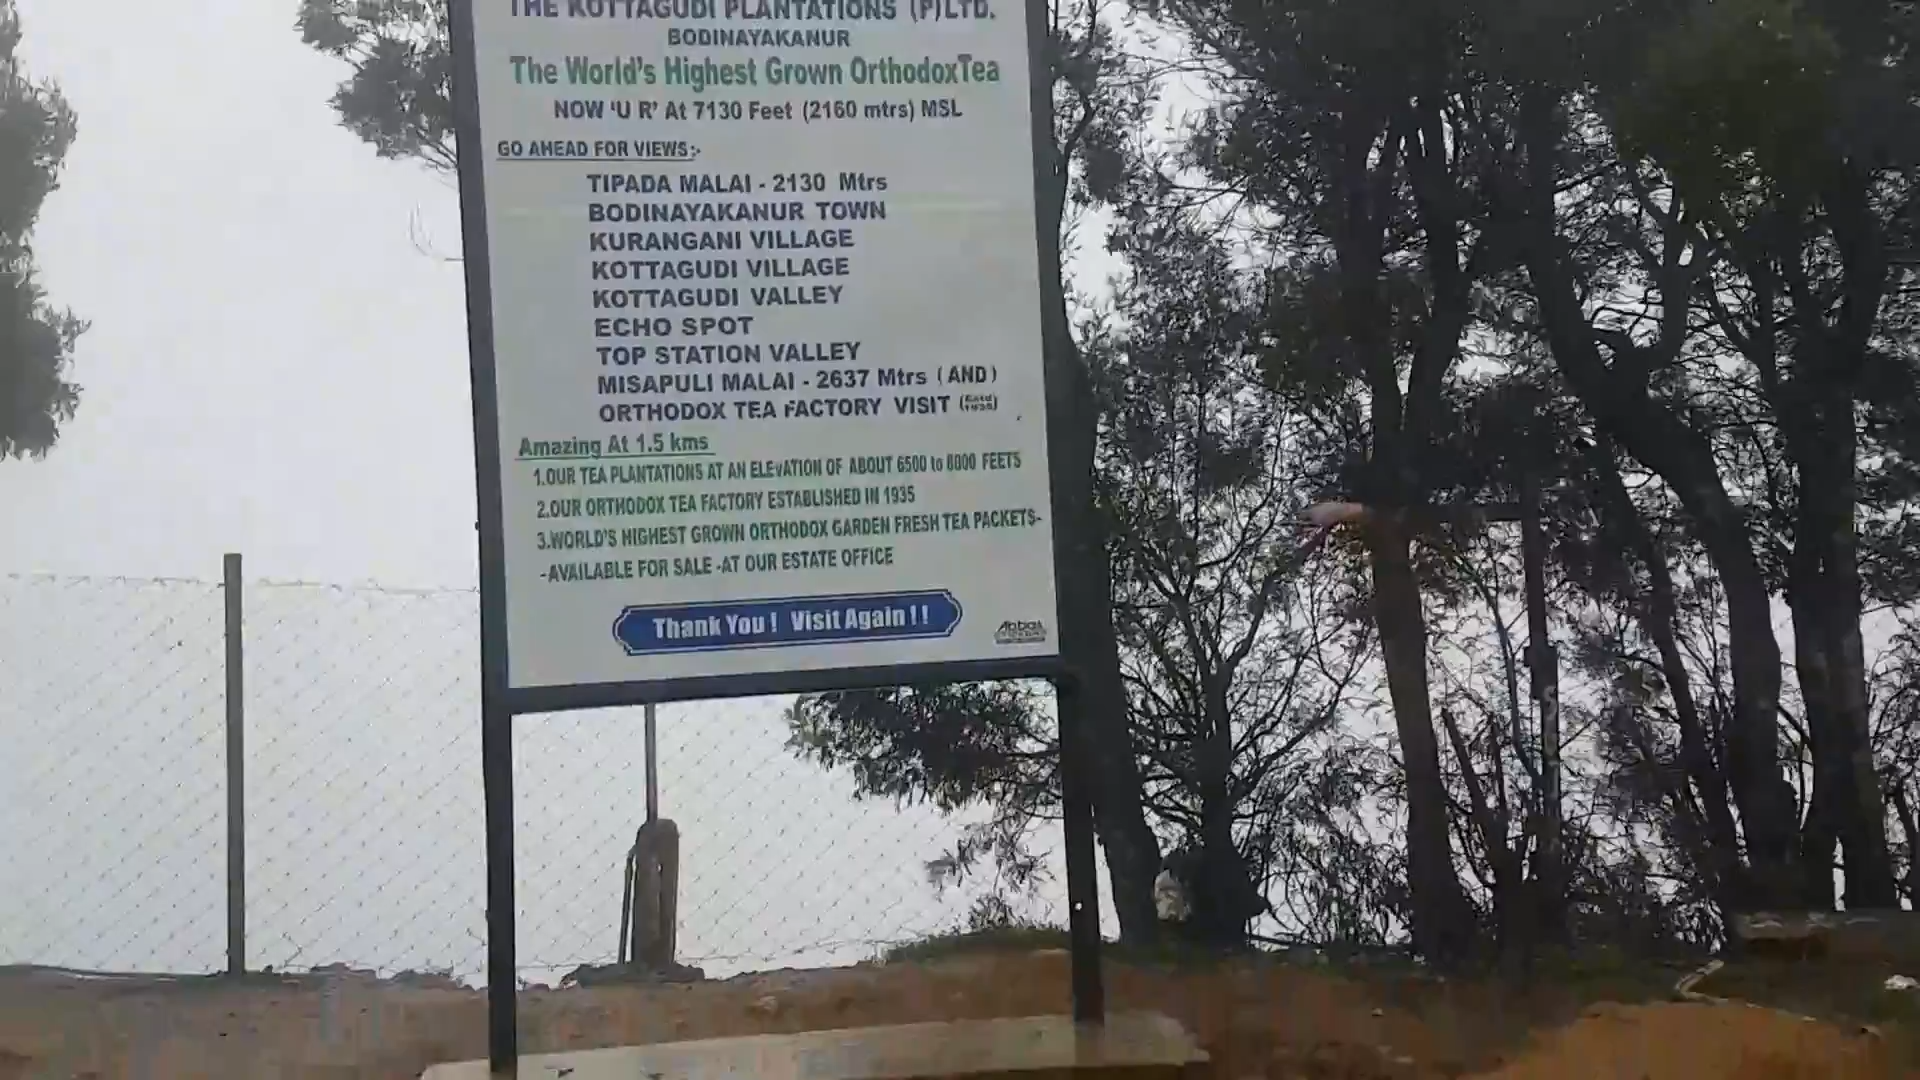 THE KOTTAGUDI PLANTATIONS (P)LTD.
BODINAYAKANUR
The World's Highest Grown OrthodoxTea
NOW 'U R' At 7130 Feet (2160 mtrs) MSL
GO AHEAD FOR VIEWS:-
TIPADA MALAI - 2130 Mtrs
BODINAYAKANUR TOWN
KURANGANI VILLAGE
KOTTAGUDI VILLAGE
KOTTAGUDI VALLEY
ECHO SPOT
TOP STATION VALLEY
MISAPULI MALAI - 2637 Mtrs (AND)
ORTHODOX TEA FACTORY VISIT (Estd 1935)
Amazing At 1.5 kms
1.OUR TEA PLANTATIONS AT AN ELEVATION OF ABOUT 6500 to 8000 FEETS
2.OUR ORTHODOX TEA FACTORY ESTABLISHED IN 1935
3.WORLD'S HIGHEST GROWN ORTHODOX GARDEN FRESH TEA PACKETS-
-AVAILABLE FOR SALE -AT OUR ESTATE OFFICE
Thank You ! Visit Again ! !
Abbas